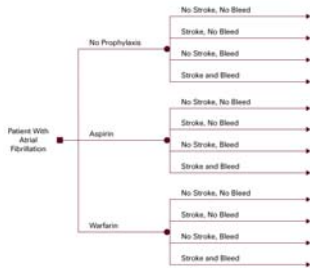 No Stroke, No Bleed
Stroke, No Bleed
No Prophylaxis
No Stroke, Bleed
Stroke and Bleed
No Stroke, No Bleed
Stroke, No Bleed
Patient With
Atrial
Fibrillation
Aspirin
No Stroke, Bleed
Stroke and Bleed
No Stroke, No Bleed
Stroke, No Bleed
Warfarin
No Stroke, Bleed
Stroke and Bleed